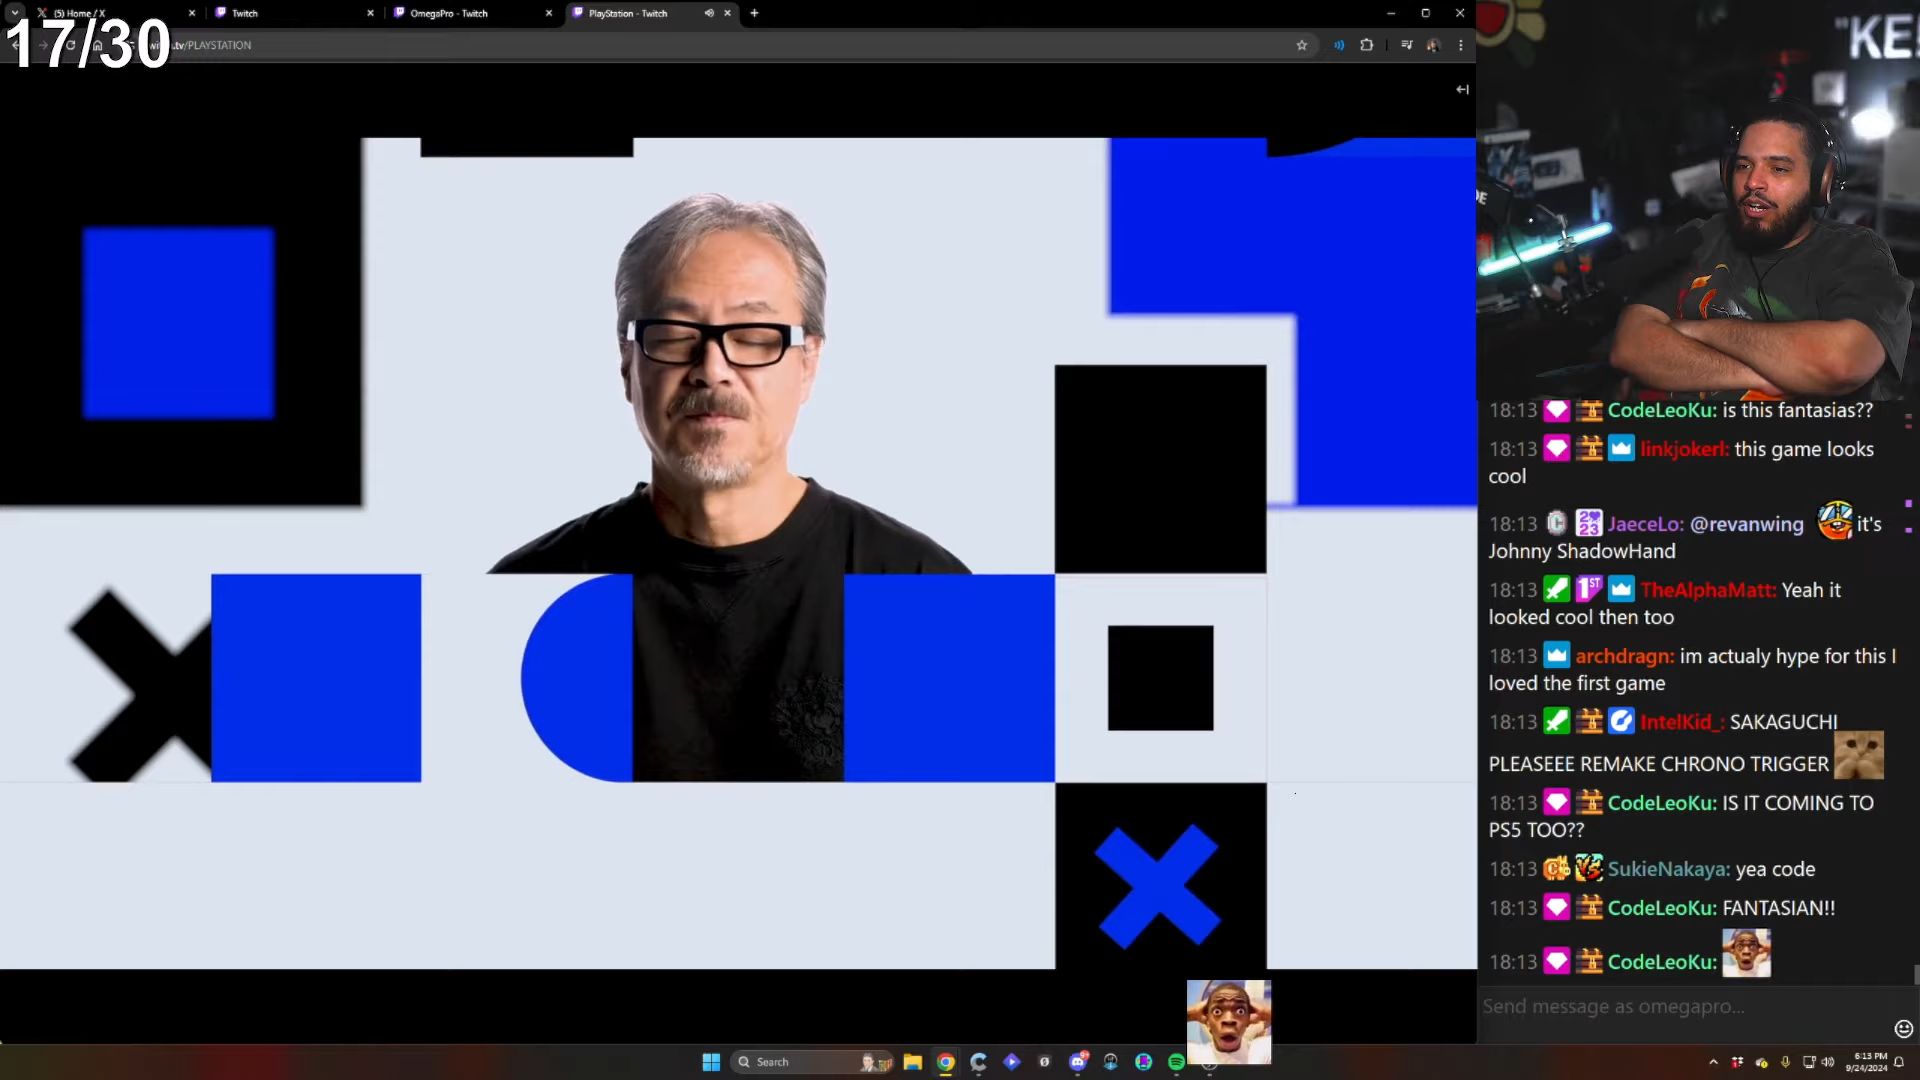 17/30
(5) Home / X
Twitch
OmegaPro - Twitch
PlayStation - Twitch
.tv/PLAYSTATION
"KE
18:13 CodeLeoKu: is this fantasias??
18:13 linkjokerl: this game looks
cool
18:13 JaeceLo: @revanwing it's
Johnny ShadowHand
18:13 TheAlphaMatt: Yeah it
looked cool then too
18:13 archdragn: im actualy hype for this I
loved the first game
18:13 IntelKid_: SAKAGUCHI
PLEASEEE REMAKE CHRONO TRIGGER
18:13 CodeLeoKu: IS IT COMING TO
PS5 TOO??
18:13 SukieNakaya: yea code
18:13 CodeLeoKu: FANTASIAN!!
18:13 CodeLeoKu:
Send message as omegapro...
Search
6:13 PM
9/24/2024